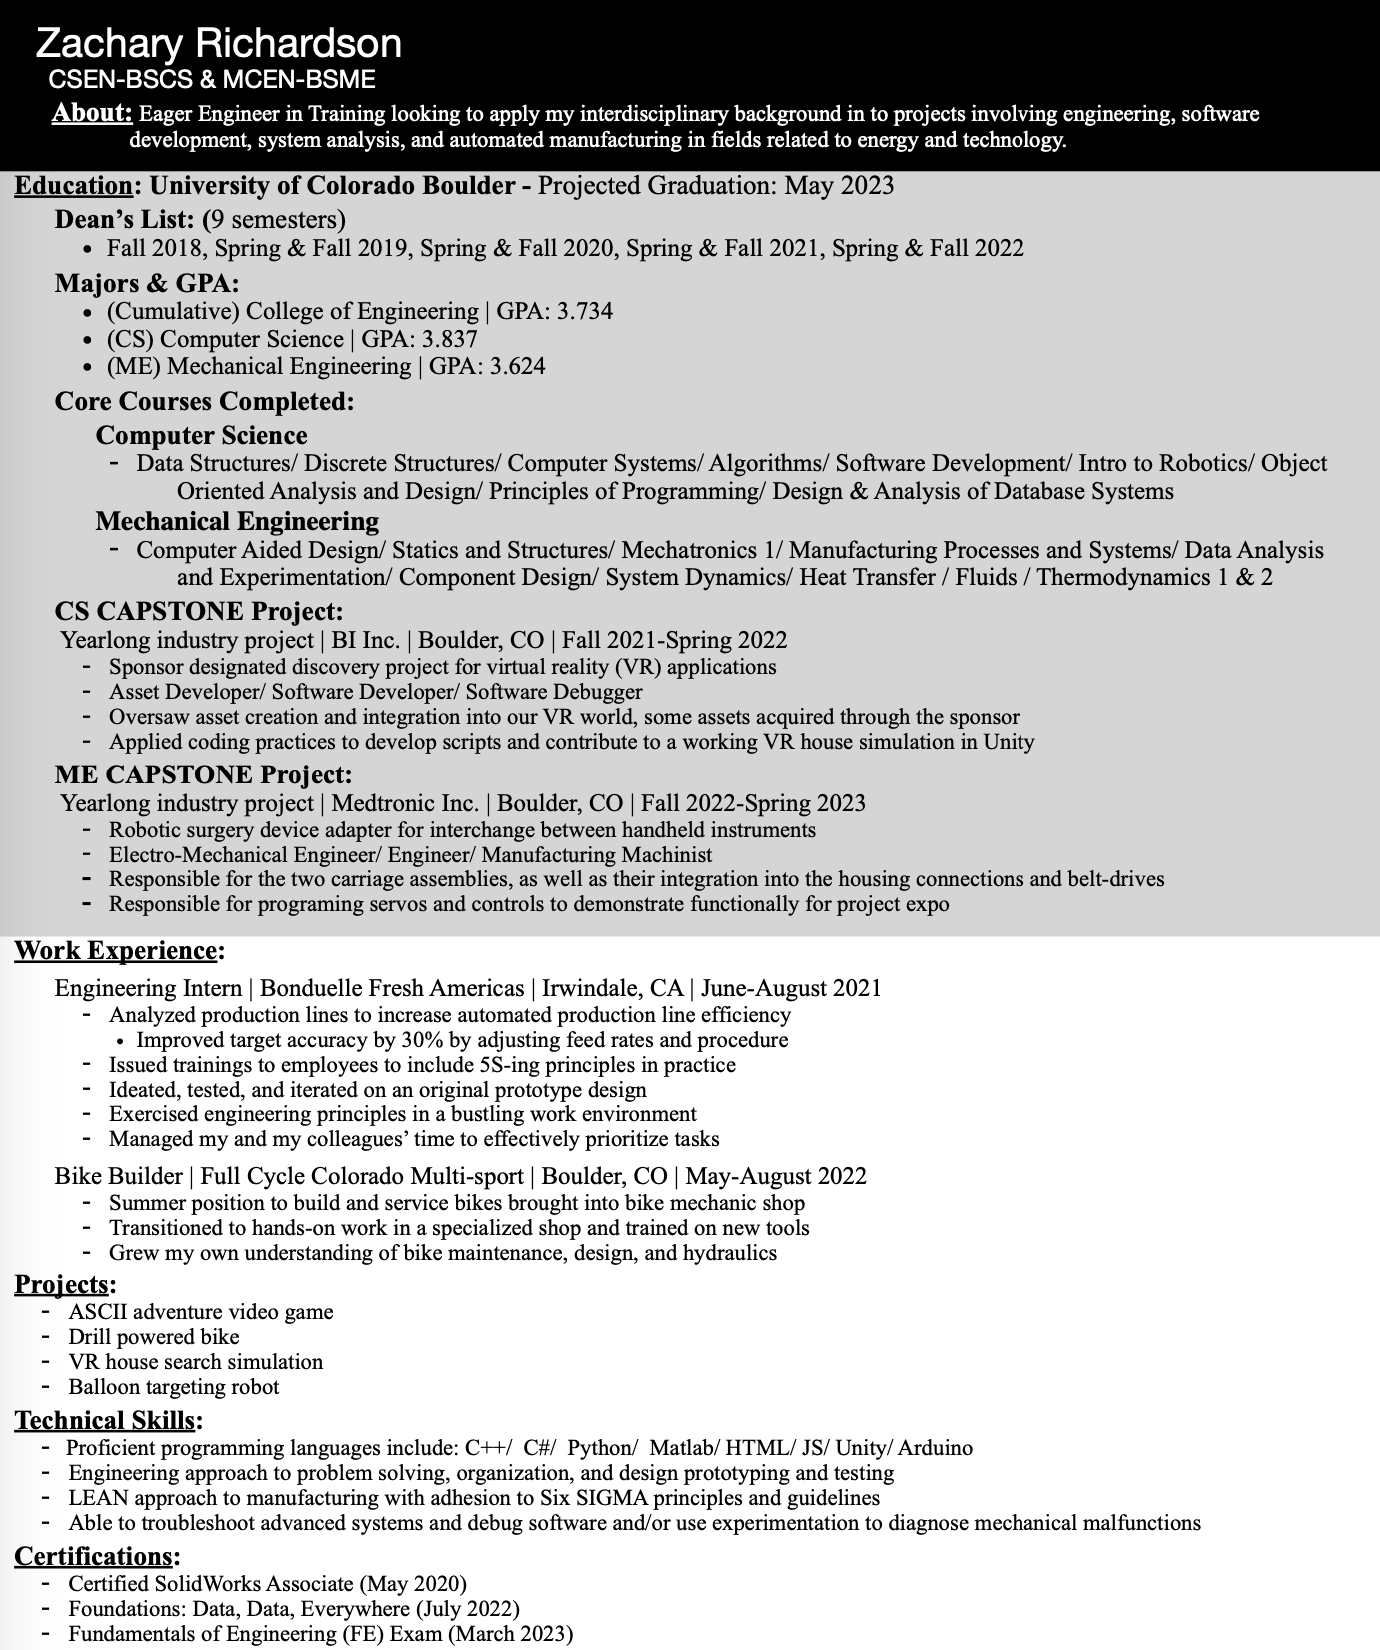 Zachary Richardson
CSEN-BSCS & MCEN-BSME
About: Eager Engineer in Training looking to apply my interdisciplinary background in to projects involving engineering, software
development, system analysis, and automated manufacturing in fields related to energy and technology.
Education: University of Colorado Boulder - Projected Graduation: May 2023
Dean’s List: (9 semesters)
• Fall 2018, Spring & Fall 2019, Spring & Fall 2020, Spring & Fall 2021, Spring & Fall 2022
Majors & GPA:
• (Cumulative) College of Engineering | GPA: 3.734
• (CS) Computer Science | GPA: 3.837
• (ME) Mechanical Engineering | GPA: 3.624
Core Courses Completed:
Computer Science
- Data Structures/ Discrete Structures/ Computer Systems/ Algorithms/ Software Development/ Intro to Robotics/ Object
Oriented Analysis and Design/ Principles of Programming/ Design & Analysis of Database Systems
Mechanical Engineering
- Computer Aided Design/ Statics and Structures/ Mechatronics 1/ Manufacturing Processes and Systems/ Data Analysis
and Experimentation/ Component Design/ System Dynamics/ Heat Transfer / Fluids / Thermodynamics 1 & 2
CS CAPSTONE Project:
Yearlong industry project | BI Inc. | Boulder, CO | Fall 2021-Spring 2022
- Sponsor designated discovery project for virtual reality (VR) applications
- Asset Developer/ Software Developer/ Software Debugger
- Oversaw asset creation and integration into our VR world, some assets acquired through the sponsor
- Applied coding practices to develop scripts and contribute to a working VR house simulation in Unity
ME CAPSTONE Project:
Yearlong industry project | Medtronic Inc. | Boulder, CO | Fall 2022-Spring 2023
- Robotic surgery device adapter for interchange between handheld instruments
- Electro-Mechanical Engineer/ Engineer/ Manufacturing Machinist
- Responsible for the two carriage assemblies, as well as their integration into the housing connections and belt-drives
- Responsible for programing servos and controls to demonstrate functionally for project expo
Work Experience:
Engineering Intern | Bonduelle Fresh Americas | Irwindale, CA | June-August 2021
- Analyzed production lines to increase automated production line efficiency
• Improved target accuracy by 30% by adjusting feed rates and procedure
- Issued trainings to employees to include 5S-ing principles in practice
- Ideated, tested, and iterated on an original prototype design
- Exercised engineering principles in a bustling work environment
- Managed my and my colleagues’ time to effectively prioritize tasks
Bike Builder | Full Cycle Colorado Multi-sport | Boulder, CO | May-August 2022
- Summer position to build and service bikes brought into bike mechanic shop
- Transitioned to hands-on work in a specialized shop and trained on new tools
- Grew my own understanding of bike maintenance, design, and hydraulics
Projects:
- ASCII adventure video game
- Drill powered bike
- VR house search simulation
- Balloon targeting robot
Technical Skills:
- Proficient programming languages include: C++/ C#/ Python/ Matlab/ HTML/ JS/ Unity/ Arduino
- Engineering approach to problem solving, organization, and design prototyping and testing
- LEAN approach to manufacturing with adhesion to Six SIGMA principles and guidelines
- Able to troubleshoot advanced systems and debug software and/or use experimentation to diagnose mechanical malfunctions
Certifications:
- Certified SolidWorks Associate (May 2020)
- Foundations: Data, Data, Everywhere (July 2022)
- Fundamentals of Engineering (FE) Exam (March 2023)